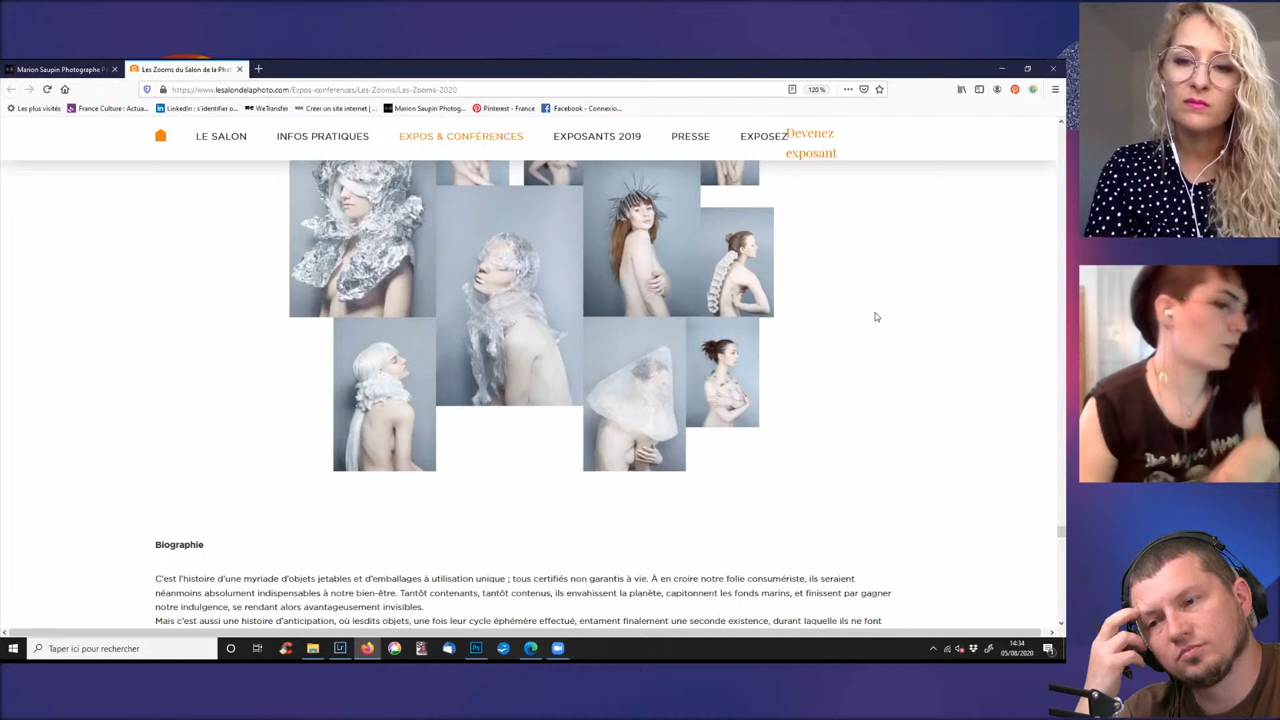 Marion Saupin Photographe P
Les Zooms du Salon de la Phot
https://www.lesalondelaphoto.com/Expos-conferences/Les-Zooms/Les-Zooms-2020
120 %
Les plus visités
France Culture : Actua…
LinkedIn : s'identifier o…
WeTransfer
Créer un site internet |…
Marion Saupin Photog…
Pinterest - France
Facebook - Connexio…
LE SALON
INFOS PRATIQUES
EXPOS & CONFÉRENCES
EXPOSANTS 2019
PRESSE
EXPOSEZ
Devenez
exposant
Biographie
C'est l'histoire d'une myriade d'objets jetables et d'emballages à utilisation unique ; tous certifiés non garantis à vie. À en croire notre folie consumériste, ils seraient
néanmoins absolument indispensables à notre bien-être. Tantôt contenants, tantôt contenus, ils envahissent la planète, capitonnent les fonds marins, et finissent par gagner
notre indulgence, se rendant alors avantageusement invisibles.
Mais c'est aussi une histoire d'anticipation, où lesdits objets, une fois leur cycle éphémère effectué, entament finalement une seconde existence, durant laquelle ils ne font
Taper ici pour rechercher
14:34
05/08/2020
The Magic